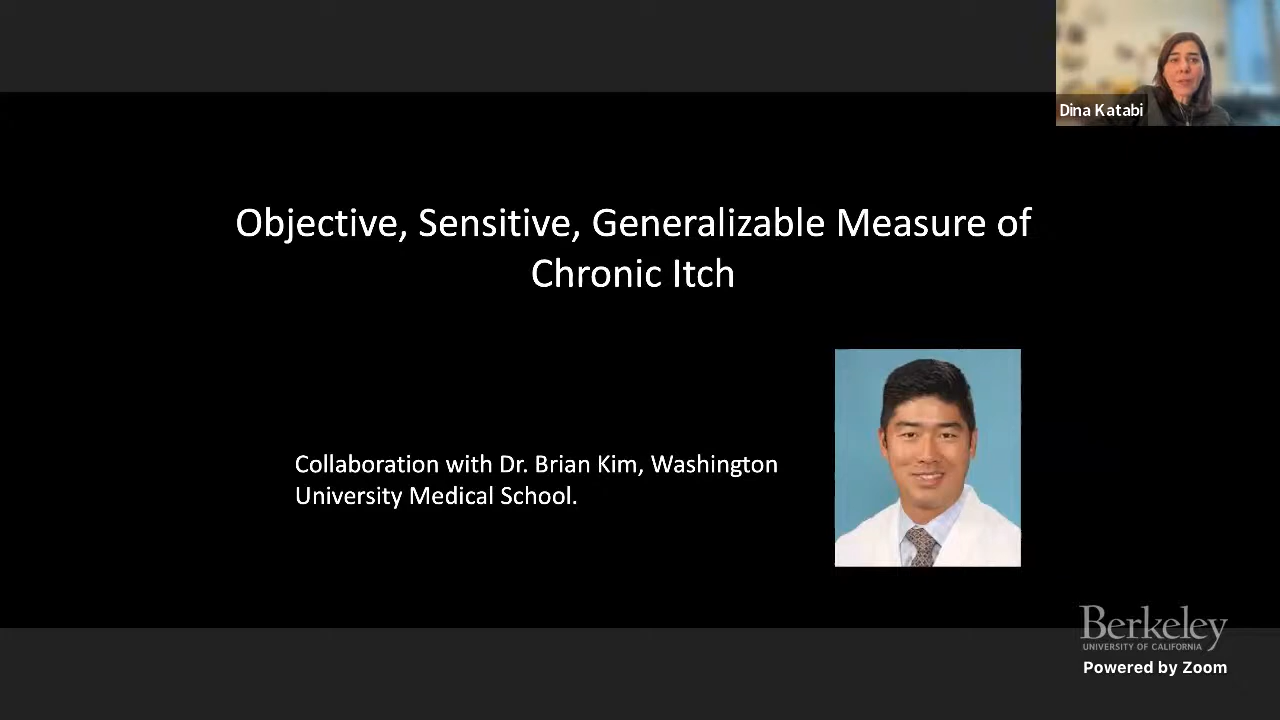 Dina Katabi
Objective, Sensitive, Generalizable Measure of
Chronic Itch
Collaboration with Dr. Brian Kim, Washington
University Medical School.
Berkeley
UNIVERSITY OF CALIFORNIA
Powered by Zoom